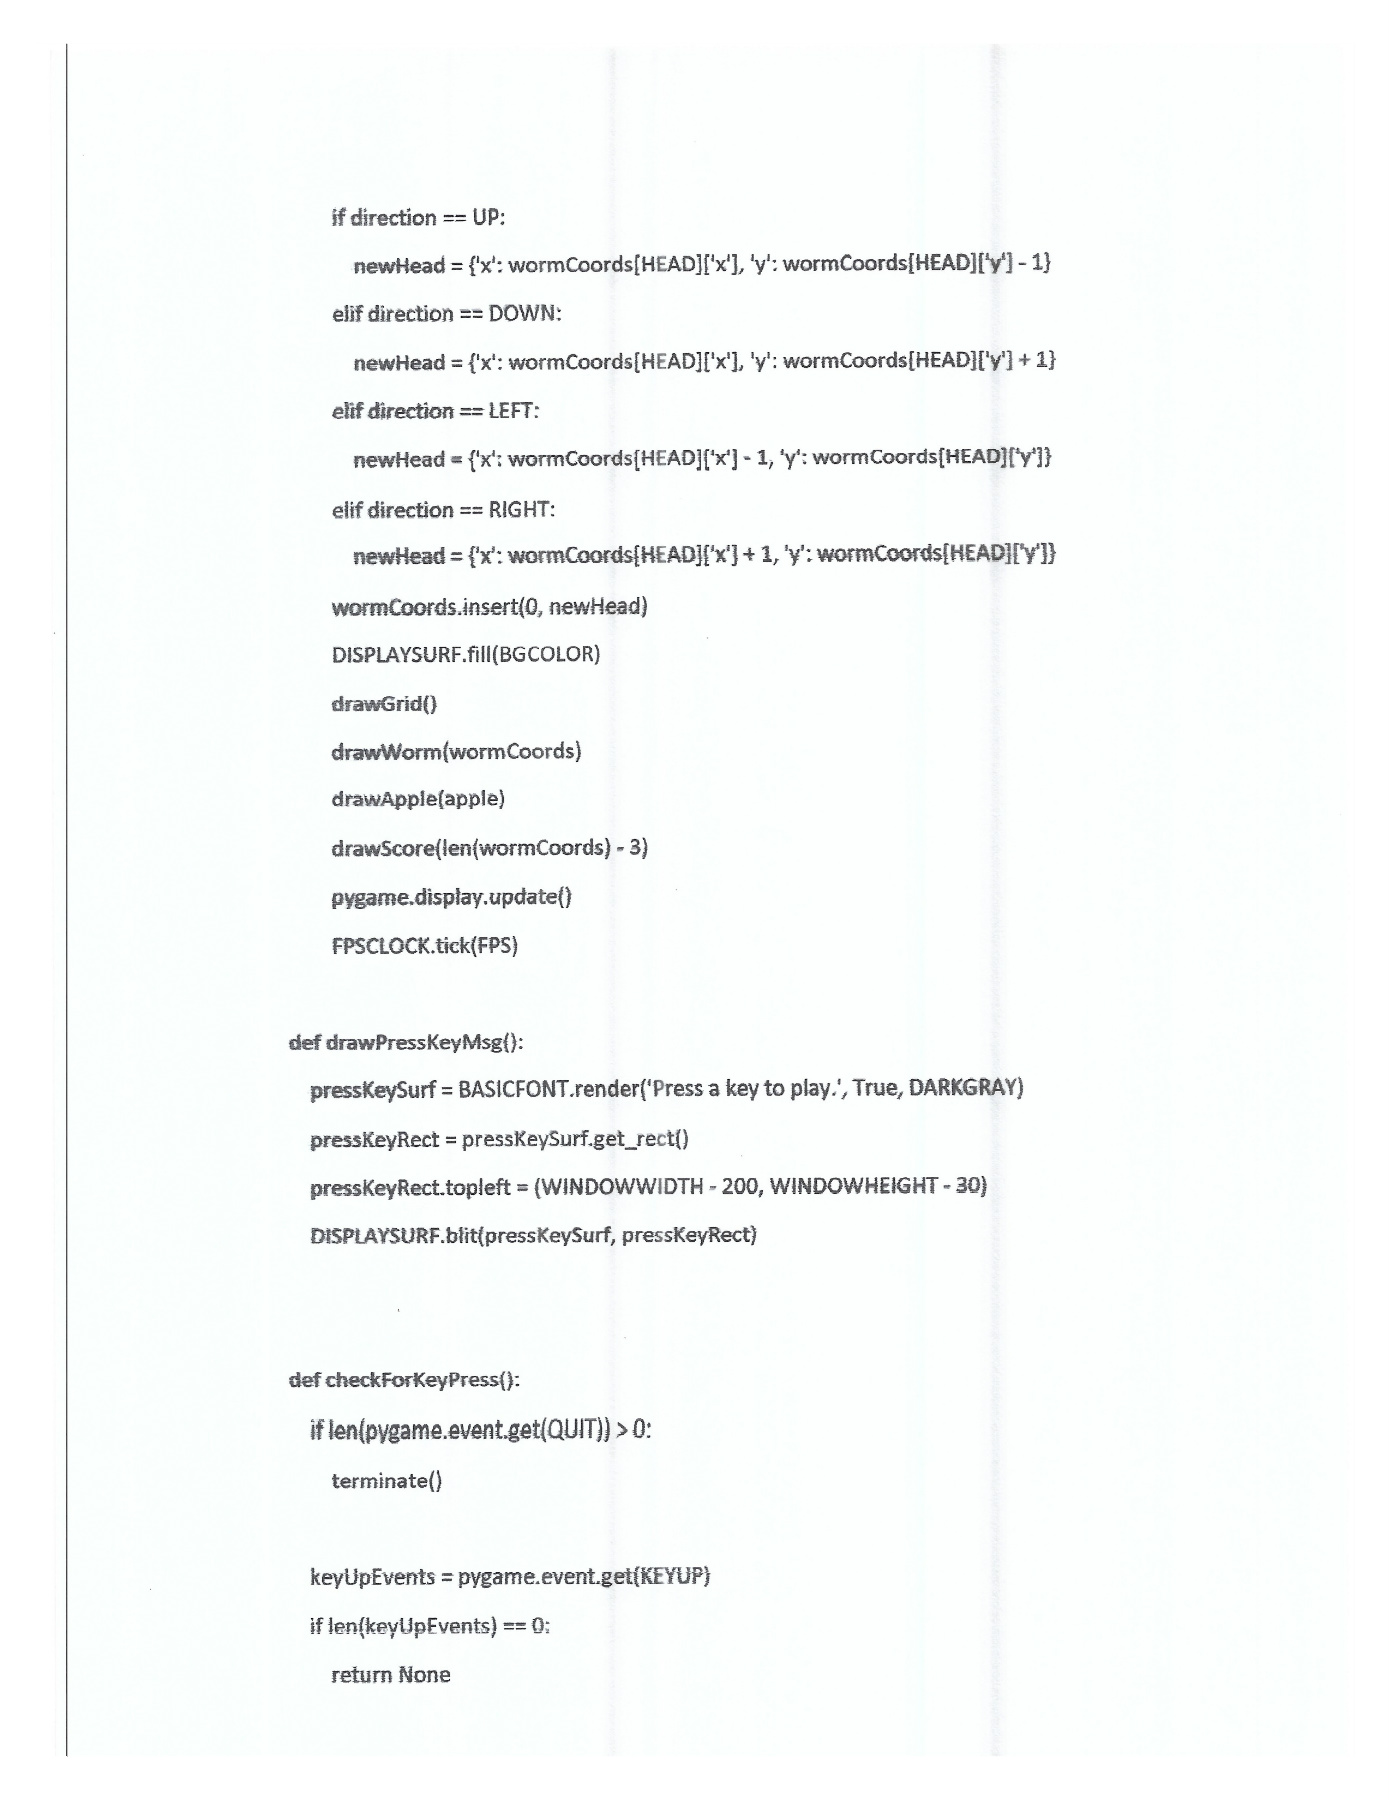 if direction == UP:
newHead = {'x': wormCoords[HEAD]['x'], 'y': wormCoords[HEAD]['y'] - 1}
elif direction == DOWN:
newHead = {'x': wormCoords[HEAD]['x'], 'y': wormCoords[HEAD]['y'] + 1}
elif direction == LEFT:
newHead = {'x': wormCoords[HEAD]['x'] - 1, 'y': wormCoords[HEAD]['y']}
elif direction == RIGHT:
newHead = {'x': wormCoords[HEAD]['x'] + 1, 'y': wormCoords[HEAD]['y']}
wormCoords.insert(0, newHead)
DISPLAYSURF.fill(BGCOLOR)
drawGrid()
drawWorm(wormCoords)
drawApple(apple)
drawScore(len(wormCoords) - 3)
pygame.display.update()
FPSCLOCK.tick(FPS)
def drawPressKeyMsg():
pressKeySurf = BASICFONT.render('Press a key to play.', True, DARKGRAY)
pressKeyRect = pressKeySurf.get_rect()
pressKeyRect.topleft = (WINDOWWIDTH - 200, WINDOWHEIGHT - 30)
DISPLAYSURF.blit(pressKeySurf, pressKeyRect)
def checkForKeyPress():
if len(pygame.event.get(QUIT)) > 0:
terminate()
keyUpEvents = pygame.event.get(KEYUP)
if len(keyUpEvents) == 0:
return None